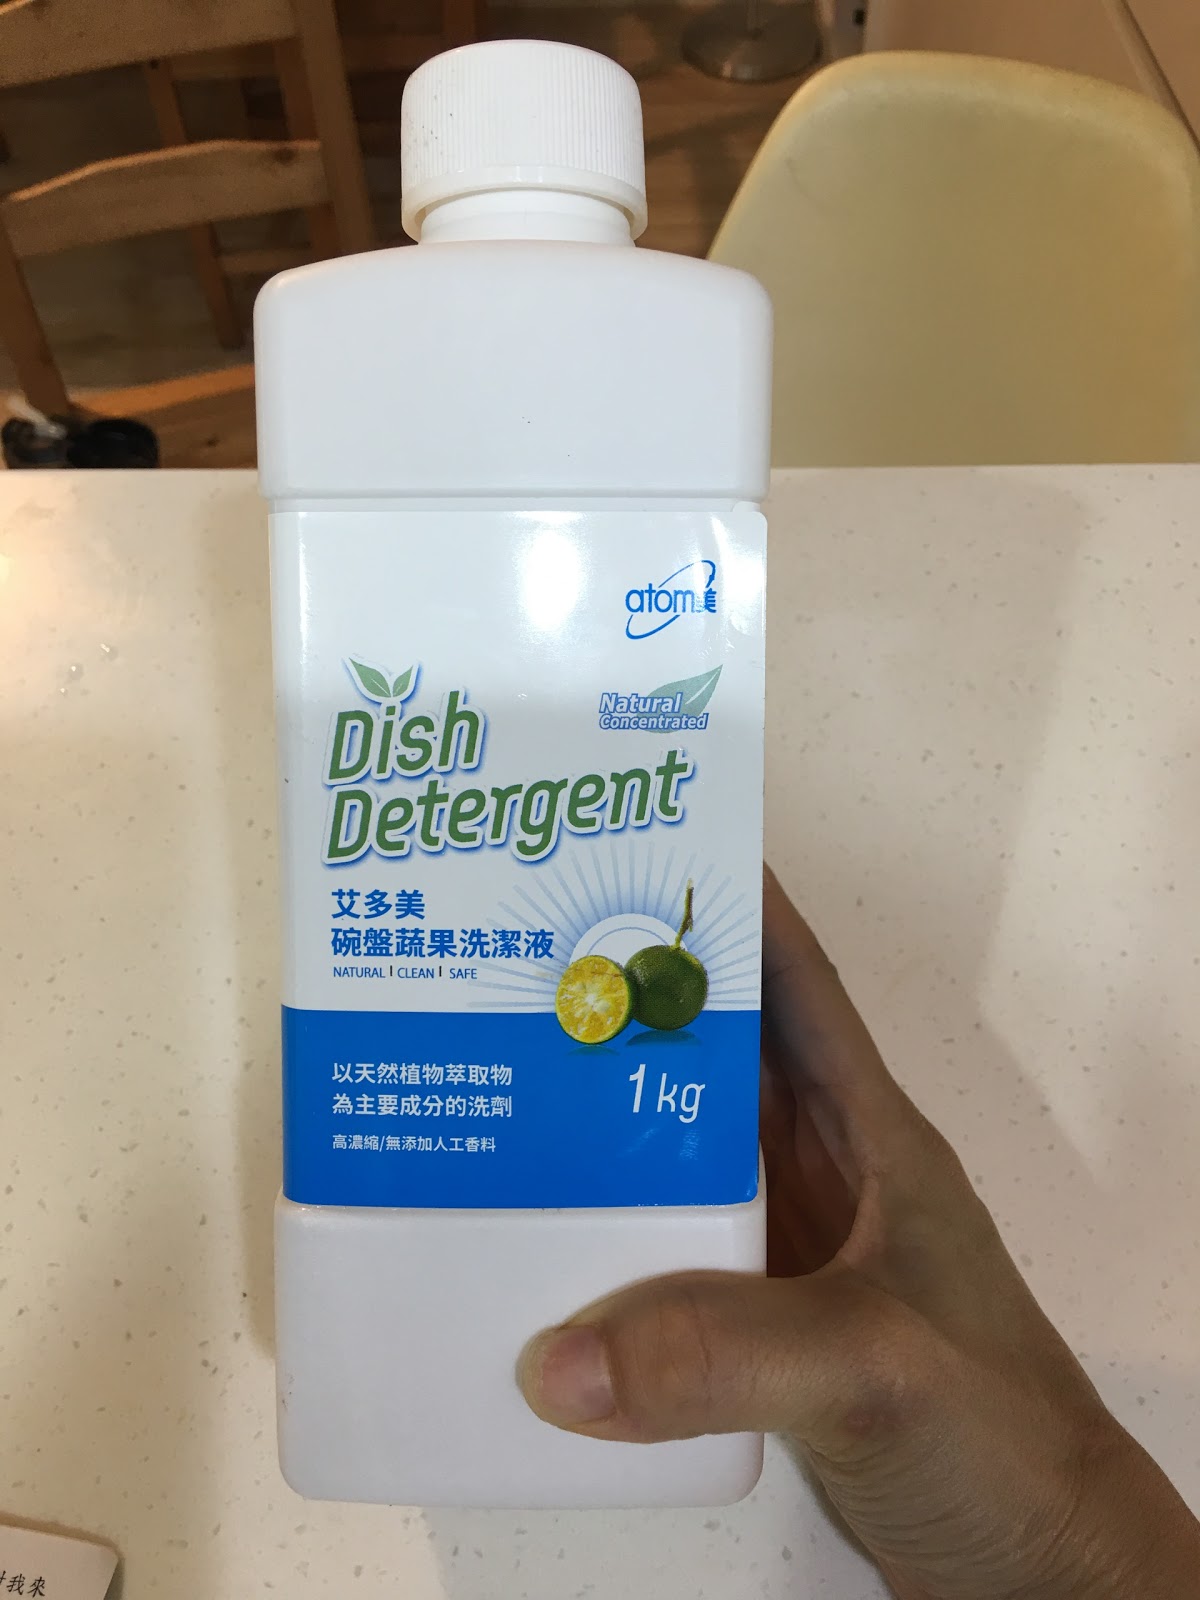 atom美
Natural
Concentrated
Dish
Detergent
艾多美
碗盤蔬果洗潔液
NATURAL | CLEAN | SAFE
以天然植物萃取物
為主要成分的洗劑
1kg
高濃縮/無添加人工香料
我來